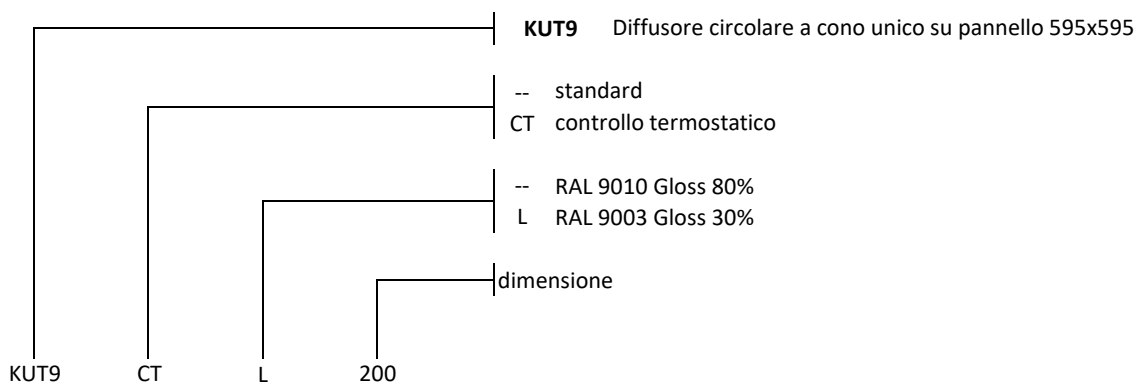 KUT9 Diffusore circolare a cono unico su pannello 595x595
-- standard
CT controllo termostatico
-- RAL 9010 Gloss 80%
L RAL 9003 Gloss 30%
dimensione
KUT9 CT L 200